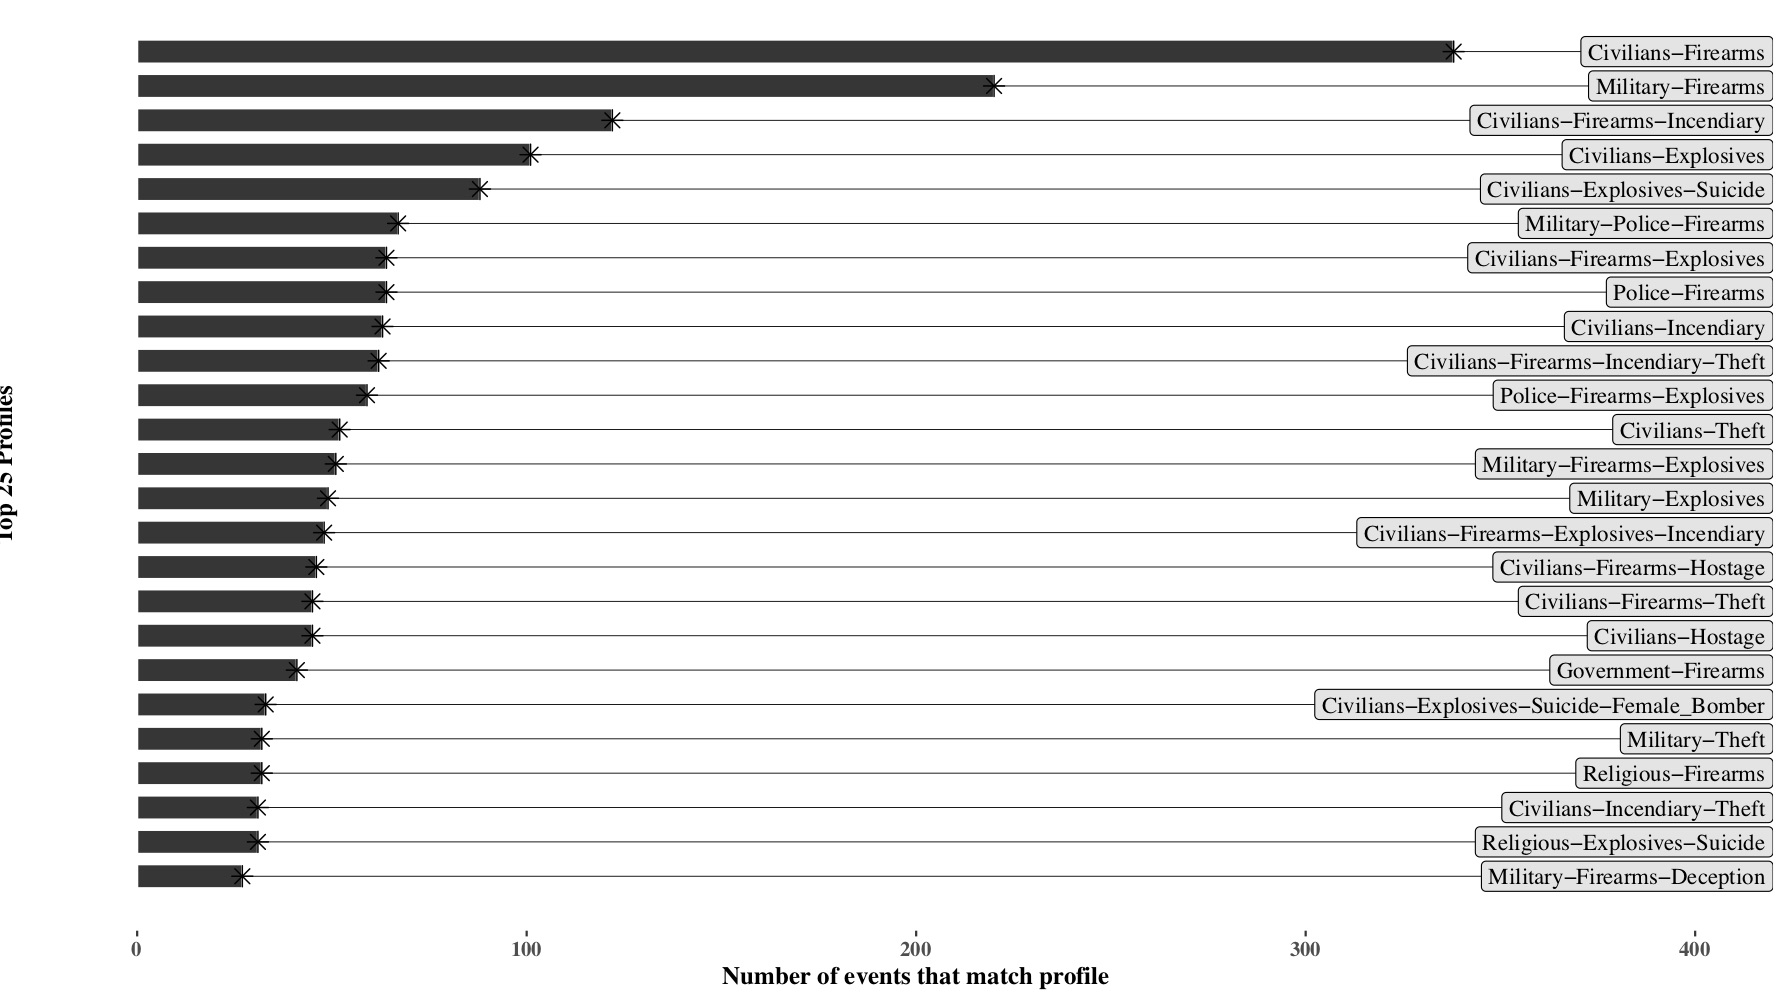 Civilians−Firearms
Military−Firearms
Civilians−Firearms−Incendiary
Civilians−Explosives
Civilians−Explosives−Suicide
Military−Police−Firearms
Civilians−Firearms−Explosives
Police−Firearms
Civilians−Incendiary
Civilians−Firearms−Incendiary−Theft
Police−Firearms−Explosives
Civilians−Theft
Military−Firearms−Explosives
Military−Explosives
Civilians−Firearms−Explosives−Incendiary
Civilians−Firearms−Hostage
Civilians−Firearms−Theft
Civilians−Hostage
Government−Firearms
Civilians−Explosives−Suicide−Female_Bomber
Military−Theft
Religious−Firearms
Civilians−Incendiary−Theft
Religious−Explosives−Suicide
Military−Firearms−Deception
Top 25 Profiles
0 100 200 300 400
Number of events that match profile